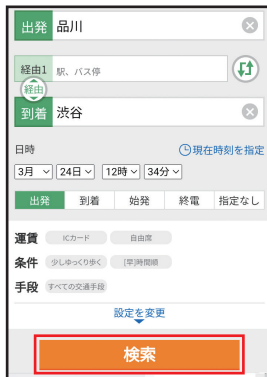 出発 品川
経由1 駅、バス停
経由
到着 渋谷
日時 現在時刻を指定
3月 24日 12時 34分
出発 到着 始発 終電 指定なし
運賃 ICカード 自由席
条件 少しゆっくり歩く [早]時間順
手段 すべての交通手段
設定を変更
検索